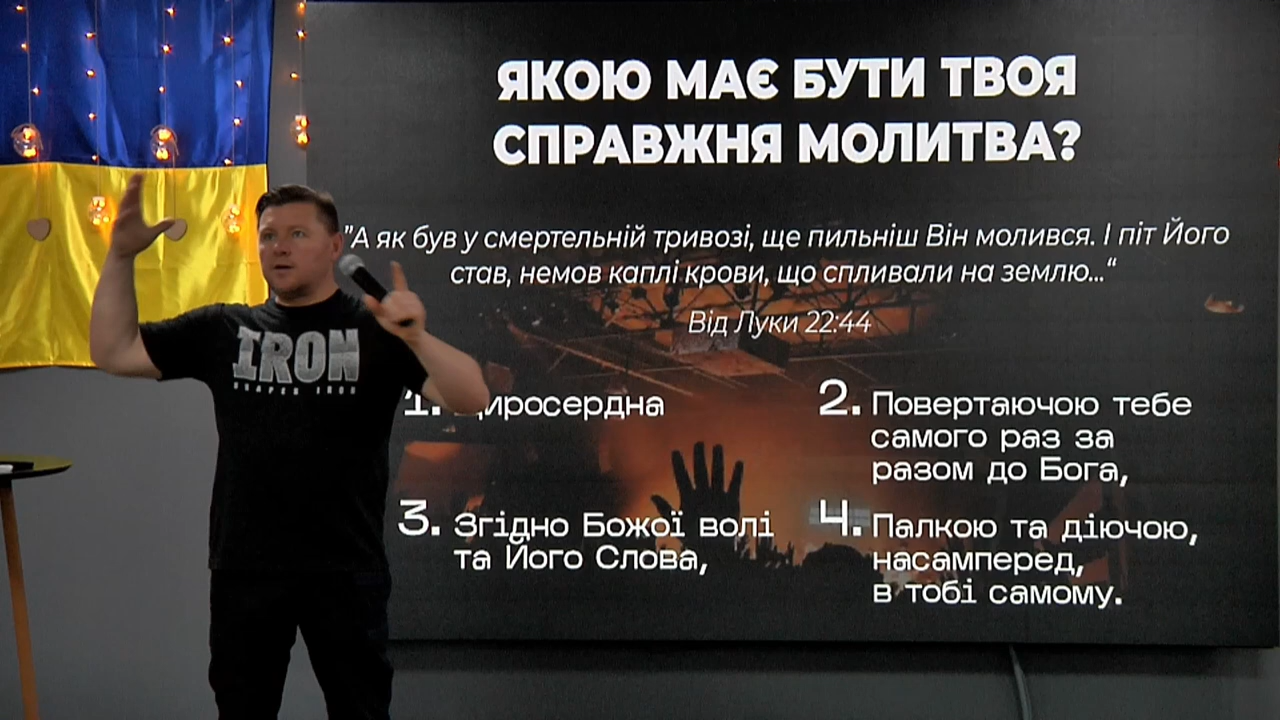 ЯКОЮ МАЄ БУТИ ТВОЯ
СПРАВЖНЯ МОЛИТВА?
"А як був у смертельній тривозі, ще пильніш Він молився. І піт Його
став, немов каплі крови, що спливали на землю..."
Від Луки 22:44
1. Щиросердна
2. Повертаючою тебе
самого раз за
разом до Бога,
3. Згідно Божої волі
та Його Слова,
4. Палкою та діючою,
насамперед,
в тобі самому.
IRON